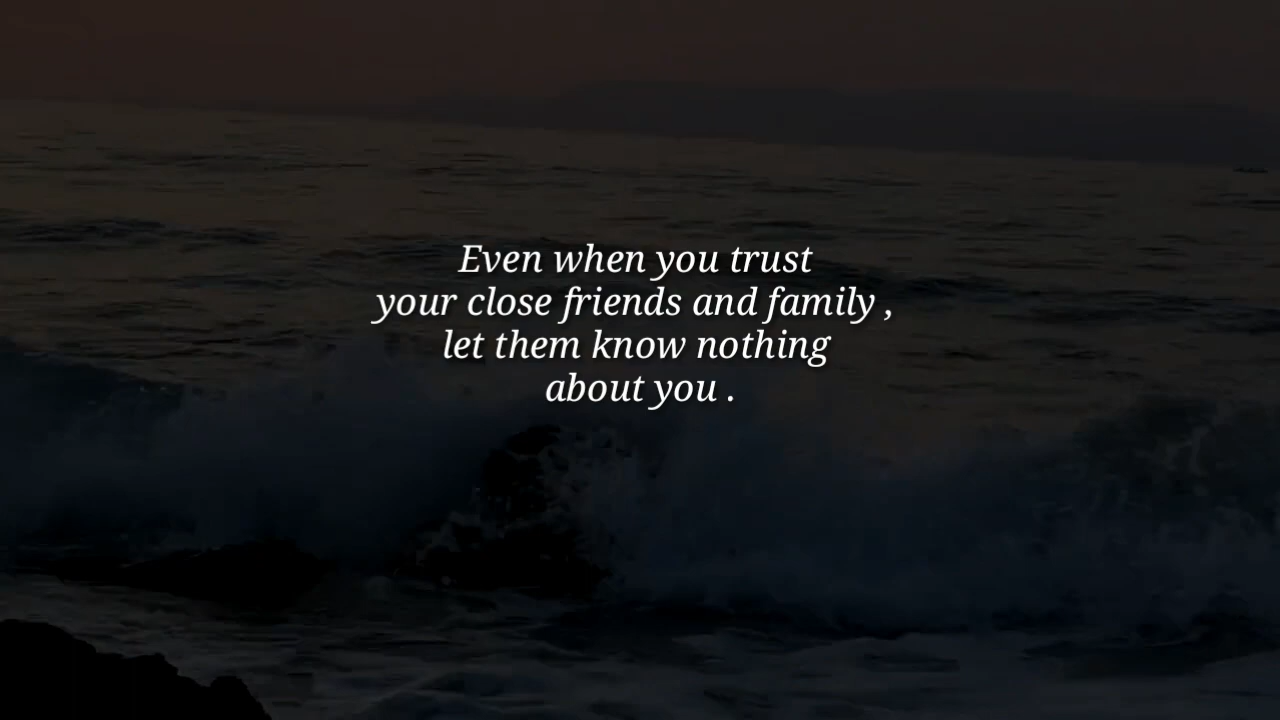 Even when you trust
your close friends and family ,
let them know nothing
about you .